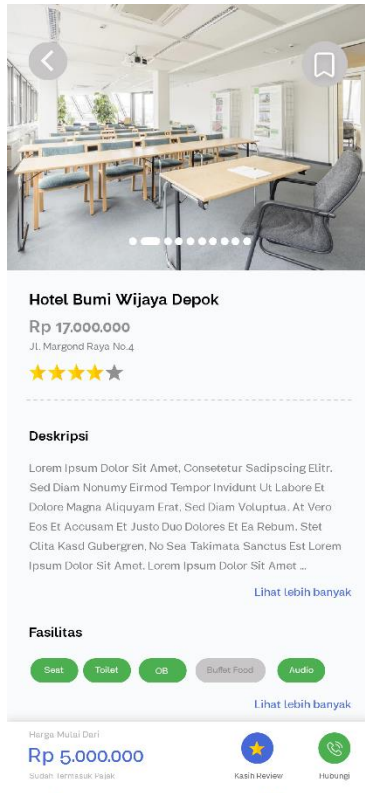 Hotel Bumi Wijaya Depok
Rp 17.000.000
JL. Margond Raya No.4
Deskripsi
Lorem Ipsum Dolor Sit Amet, Consetetur Sadipscing Elitr.
Sed Diam Nonumy Eirmod Tempor Invidunt Ut Labore Et
Dolore Magna Aliquyam Erat, Sed Diam Voluptua. At Vero
Eos Et Accusam Et Justo Duo Dolores Et Ea Rebum. Stet
Clita Kasd Gubergren, No Sea Takimata Sanctus Est Lorem
Ipsum Dolor Sit Amet. Lorem Ipsum Dolor Sit Amet ...
Lihat lebih banyak
Fasilitas
Seat Toilet OB Buffet Food Audio
Lihat lebih banyak
Harga Mulai Dari
Rp 5.000.000
Sudah Termasuk Pajak
Kasih Review
Hubungi